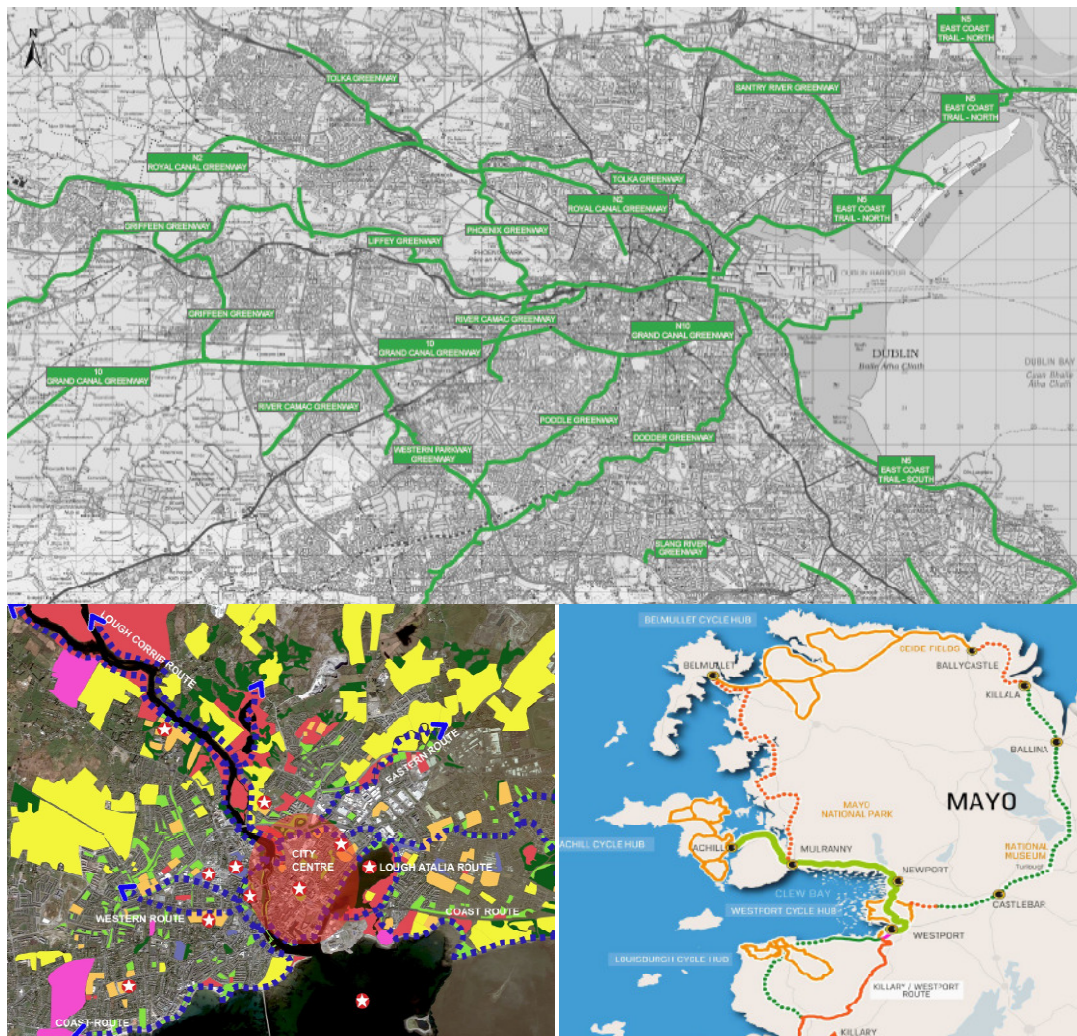 N
N5
EAST COAST
TRAIL - NORTH
TOLKA GREENWAY
SANTRY RIVER GREENWAY
N5
EAST COAST
TRAIL - NORTH
N2
ROYAL CANAL GREENWAY
TOLKA GREENWAY
N2
ROYAL CANAL GREENWAY
N5
EAST COAST
TRAIL - NORTH
GRIFFEEN GREENWAY
LIFFEY GREENWAY
PHOENIX GREENWAY
DUBLIN HARBOUR
GRIFFEEN GREENWAY
RIVER CAMAC GREENWAY
N10
GRAND CANAL GREENWAY
10
GRAND CANAL GREENWAY
DUBLIN
Baile Átha Cliath
DUBLIN BAY
10
GRAND CANAL GREENWAY
RIVER CAMAC GREENWAY
PODDLE GREENWAY
DODDER GREENWAY
WESTERN PARKWAY
GREENWAY
N5
EAST COAST
TRAIL - SOUTH
SLANG RIVER
GREENWAY
LOUGH CORRIE ROUTE
EASTERN ROUTE
CITY
CENTRE
LOUGH ATALIA ROUTE
WESTERN ROUTE
COAST ROUTE
COAST ROUTE
BELMULLET CYCLE HUB
CEIDE FIELDS
BALLYCASTLE
BELMULLET
KILLALA
BALLINA
MAYO
MAYO
NATIONAL PARK
ACHILL CYCLE HUB
ACHILL
MULRANNY
NATIONAL
MUSEUM
Turlough
NEWPORT
CLEW BAY
CASTLEBAR
WESTPORT CYCLE HUB
WESTPORT
LOUISBURGH CYCLE HUB
KILLARY / WESTPORT
ROUTE
KILLARY